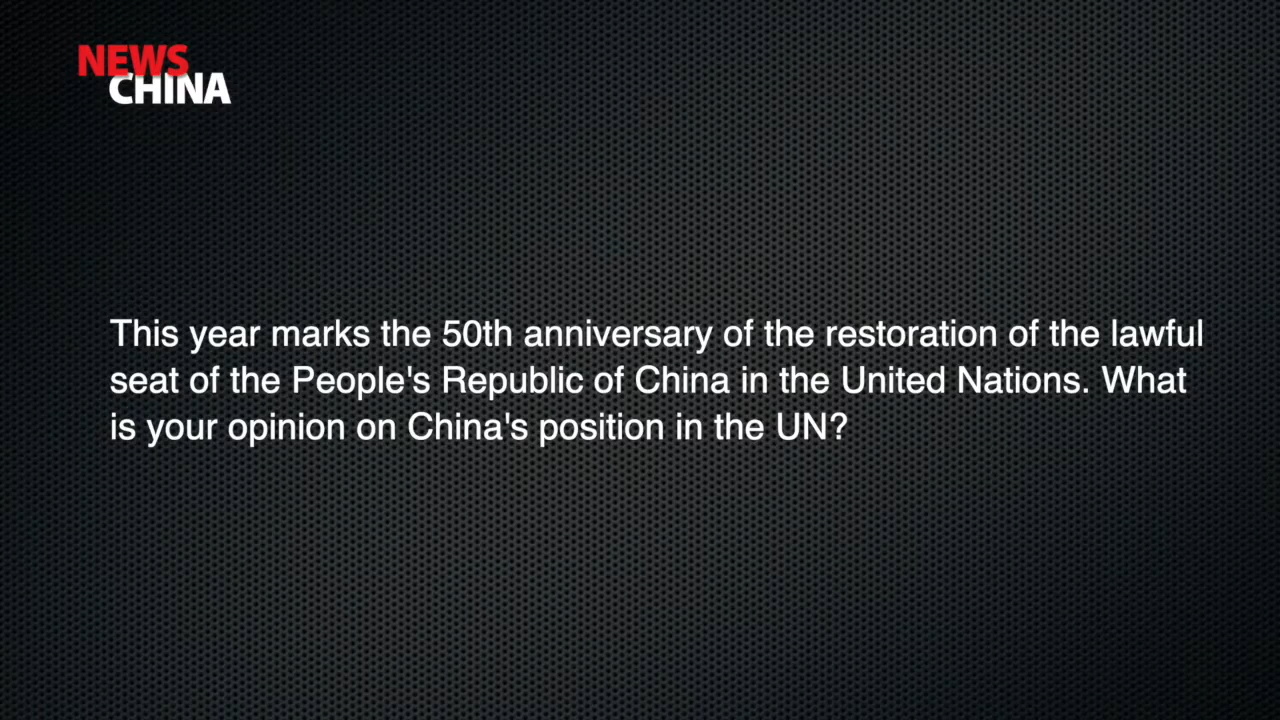 NEWS
CHINA
This year marks the 50th anniversary of the restoration of the lawful
seat of the People's Republic of China in the United Nations. What
is your opinion on China's position in the UN?